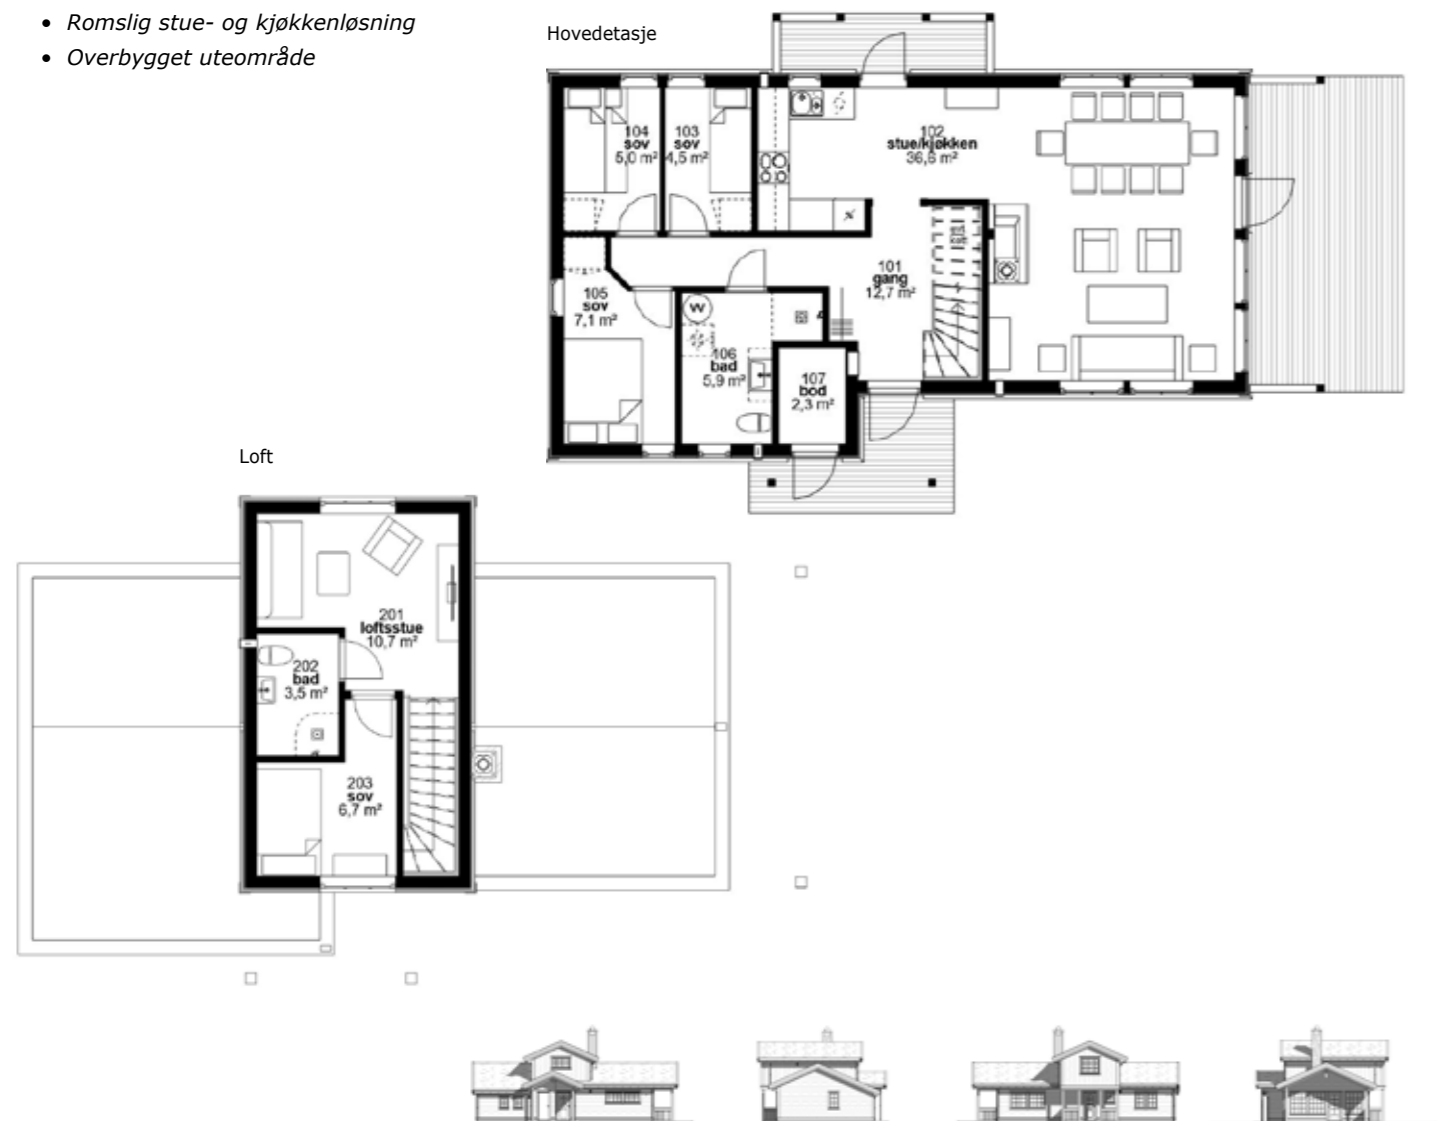 • Romslig stue- og kjøkkenløsning
• Overbygget uteområde
Hovedetasje
104
sov
5,0 m²
103
sov
4,5 m²
102
stue/kjøkken
36,6 m²
101
gang
12,7 m²
105
sov
7,1 m²
W
106
bad
5,9 m²
107
bod
2,3 m²
Loft
201
loftsstue
10,7 m²
202
bad
3,5 m²
203
sov
6,7 m²